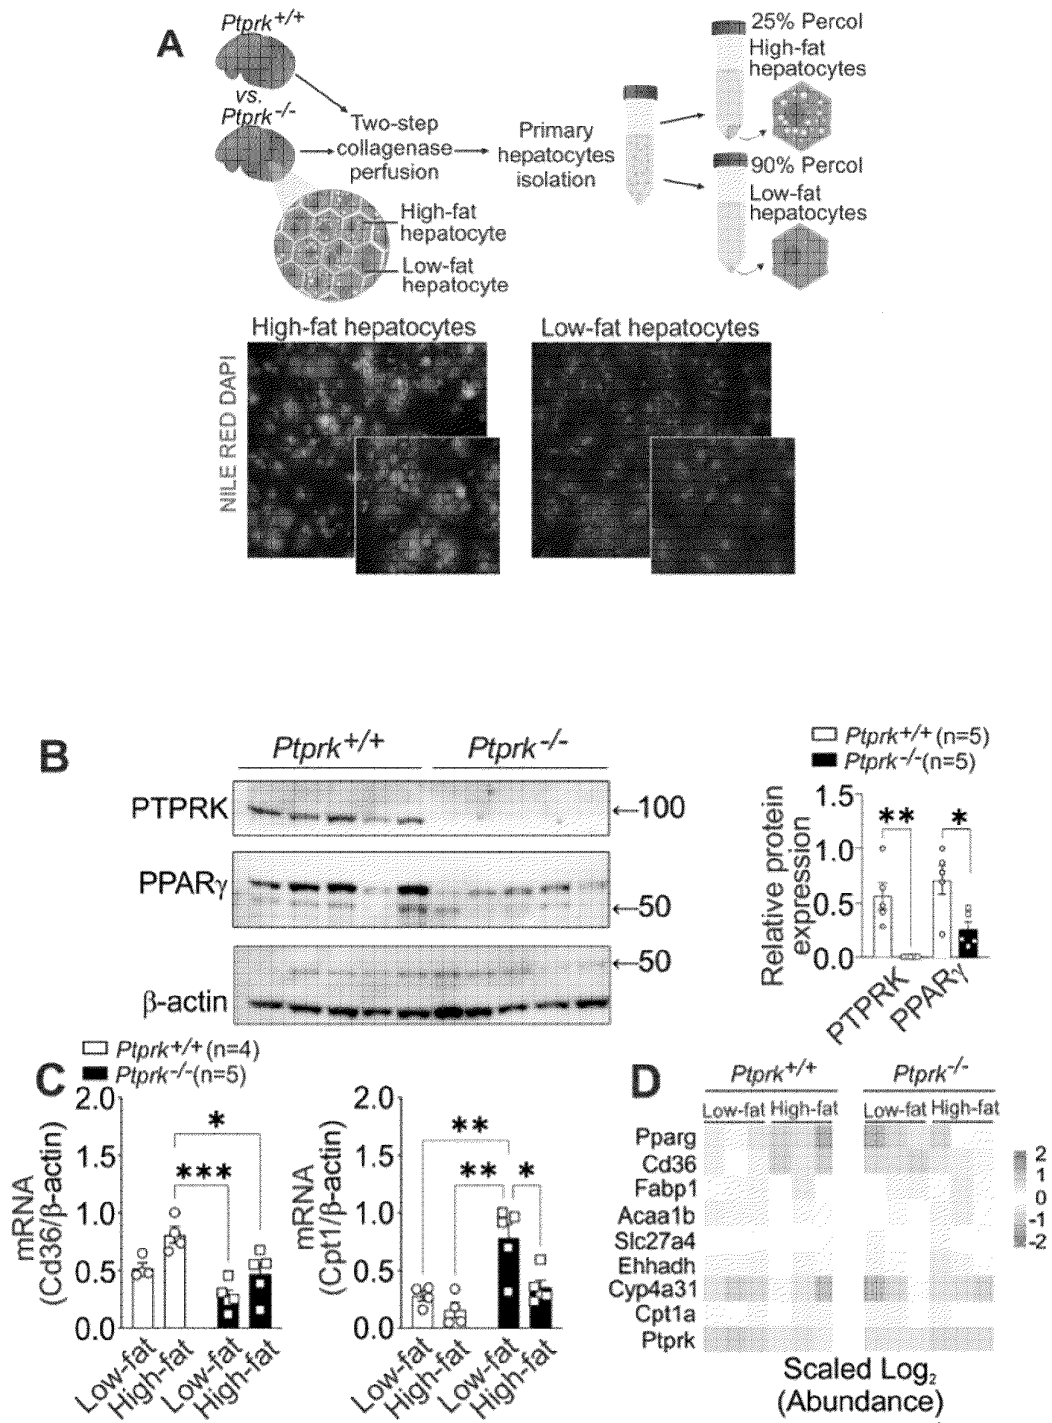 A
Ptprk+/+
vs.
Ptprk-/-
Two-step
collagenase
perfusion
Primary
hepatocytes
isolation
25% Percol
High-fat
hepatocytes
90% Percol
Low-fat
hepatocytes
High-fat
hepatocyte
Low-fat
hepatocyte
High-fat hepatocytes
Low-fat hepatocytes
NILE RED DAPI
B
Ptprk+/+
Ptprk-/-
PTPRK
←100
PPARγ
←50
←50
β-actin
Ptprk+/+ (n=5)
Ptprk-/-(n=5)
Relative protein
expression
1.5
1.0
0.5
0.0
**
*
PTPRK
PPARγ
C
Ptprk+/+ (n=4)
Ptprk-/-(n=5)
mRNA
(Cd36/β-actin)
2.0
1.5
1.0
0.5
0.0
*
***
Low-fat
High-fat
Low-fat
High-fat
mRNA
(Cpt1/β-actin)
2.0
1.5
1.0
0.5
0.0
**
**
*
Low-fat
High-fat
Low-fat
High-fat
D
Ptprk+/+
Ptprk-/-
Low-fat High-fat
Low-fat High-fat
Pparg
Cd36
Fabp1
Acaa1b
Slc27a4
Ehhadh
Cyp4a31
Cpt1a
Ptprk
2
1
0
-1
-2
Scaled Log2
(Abundance)